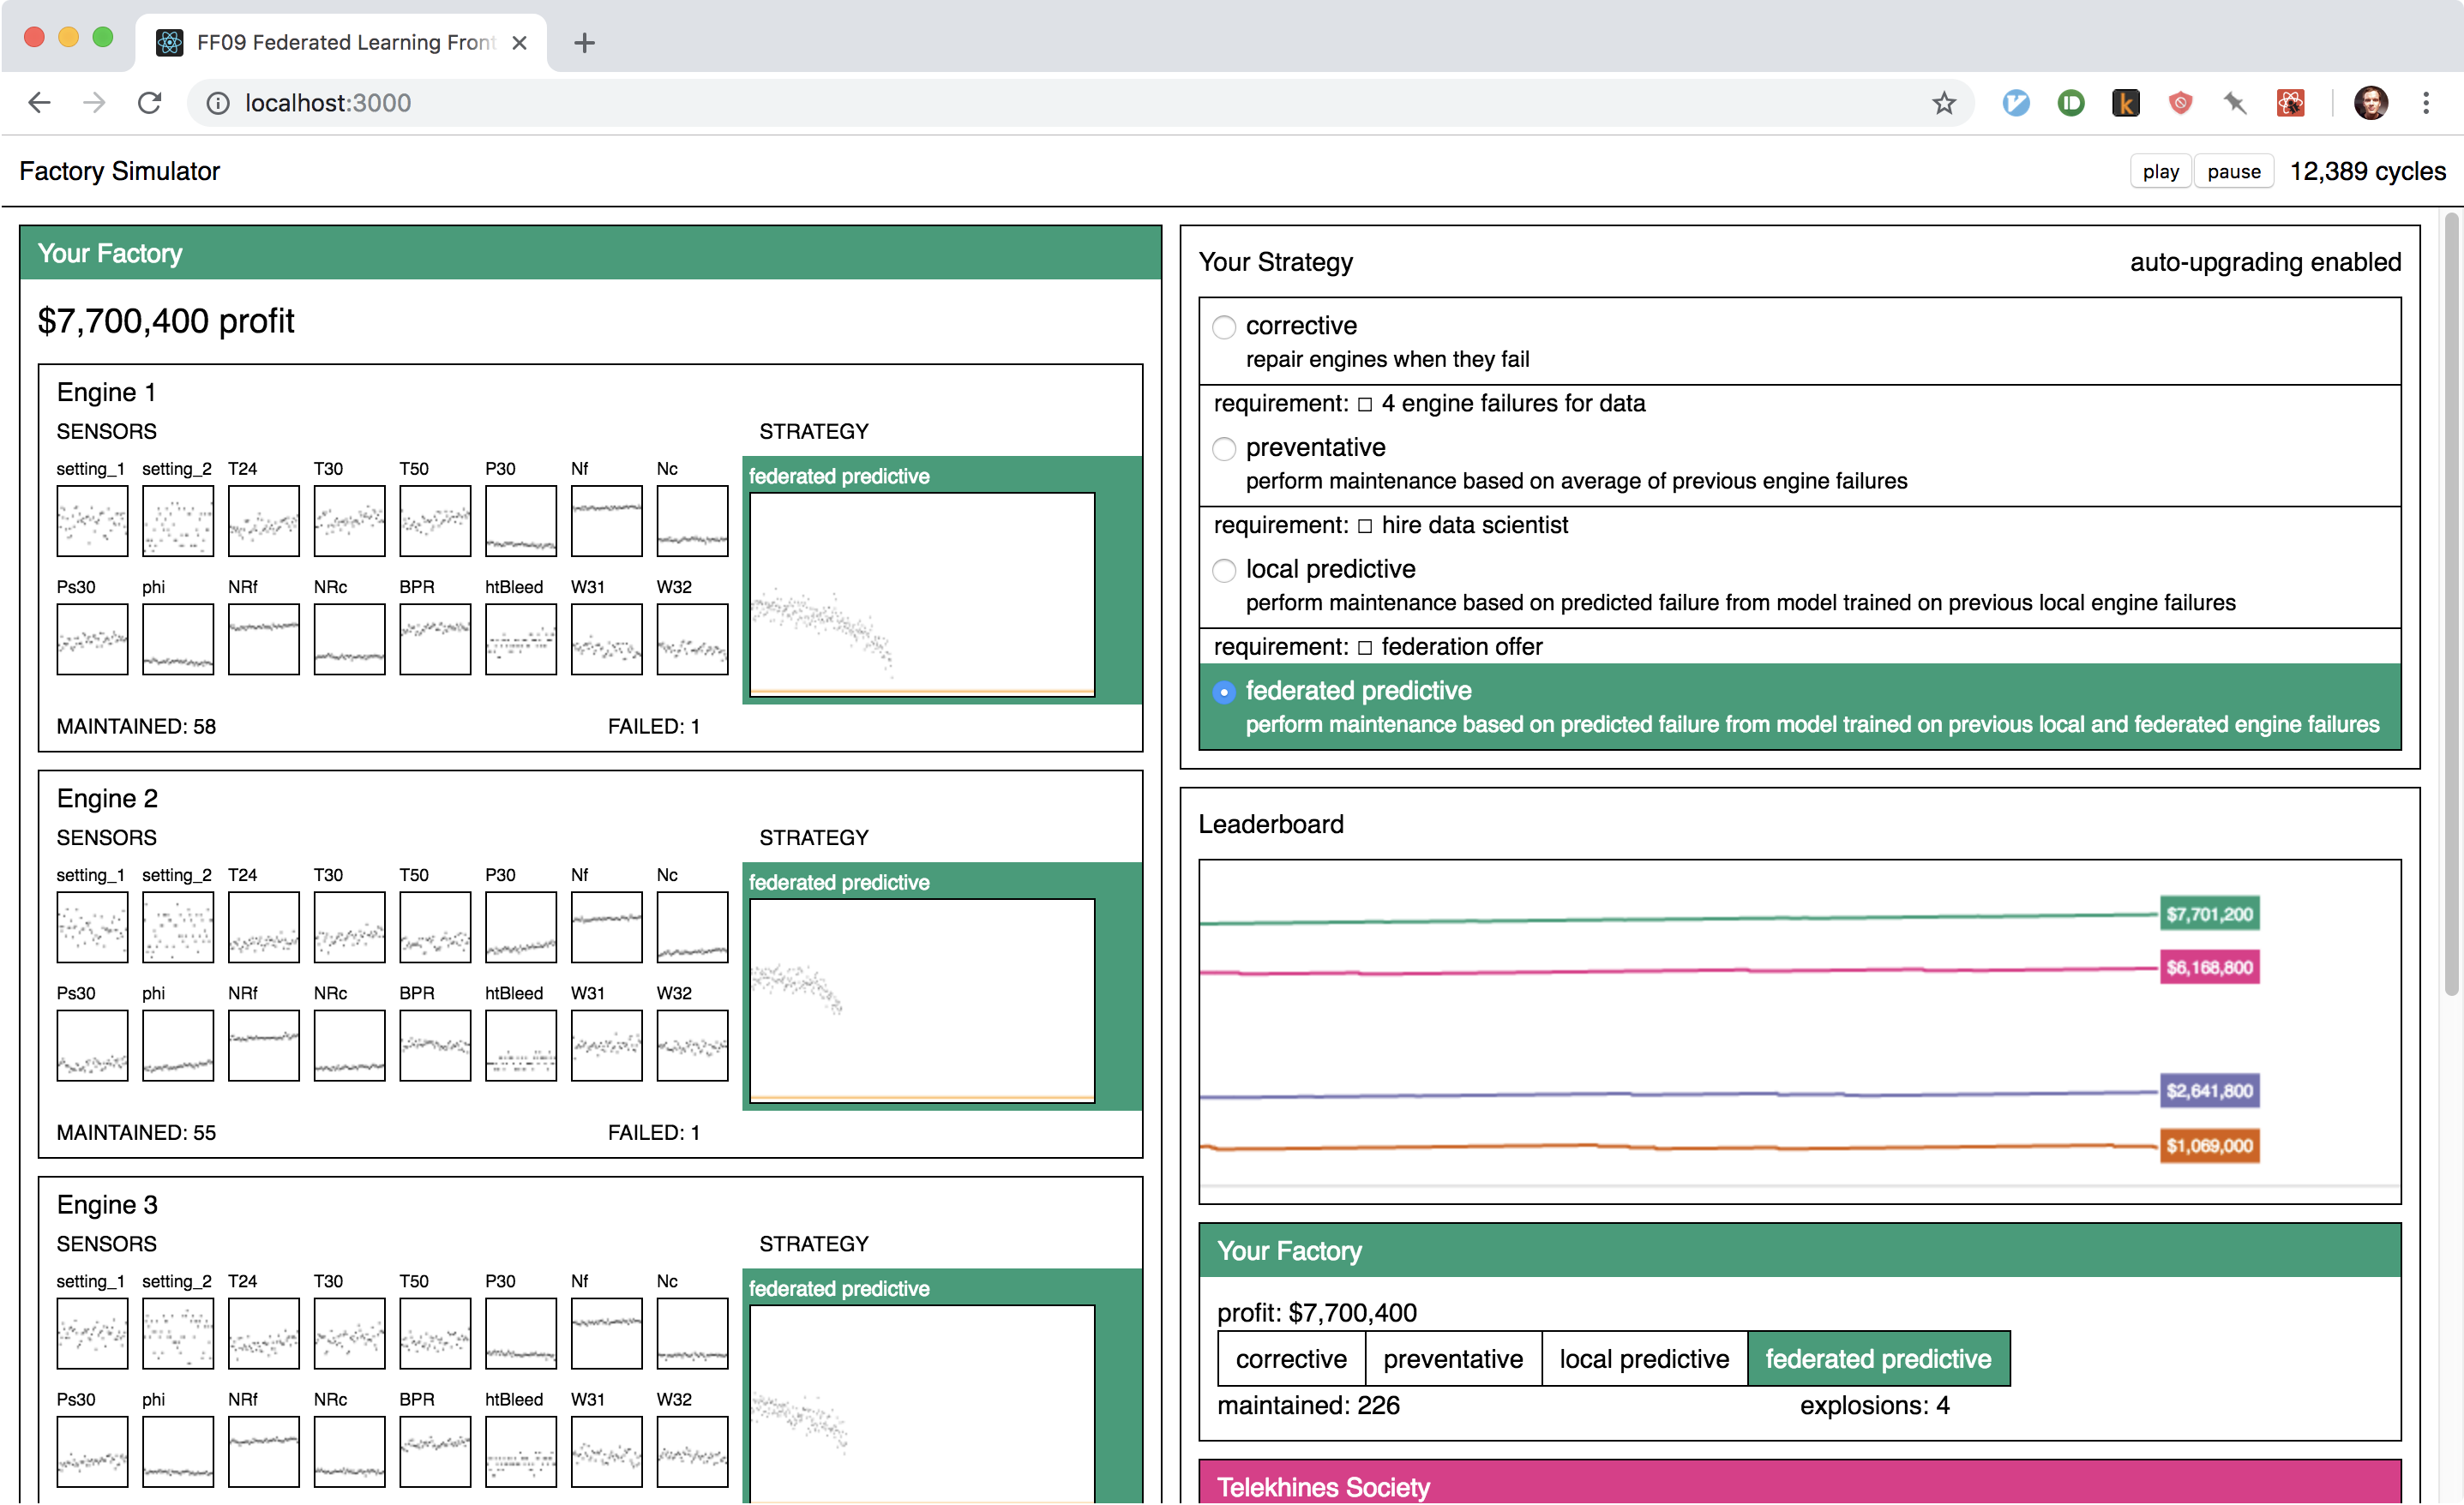 FF09 Federated Learning Front
localhost:3000
Factory Simulator
play
pause
12,389 cycles
Your Factory
$7,700,400 profit
Engine 1
SENSORS
STRATEGY
setting_1 setting_2 T24 T30 T50 P30 Nf Nc
federated predictive
Ps30 phi NRf NRc BPR htBleed W31 W32
MAINTAINED: 58
FAILED: 1
Engine 2
SENSORS
STRATEGY
setting_1 setting_2 T24 T30 T50 P30 Nf Nc
federated predictive
Ps30 phi NRf NRc BPR htBleed W31 W32
MAINTAINED: 55
FAILED: 1
Engine 3
SENSORS
STRATEGY
setting_1 setting_2 T24 T30 T50 P30 Nf Nc
federated predictive
Ps30 phi NRf NRc BPR htBleed W31 W32
Your Strategy
auto-upgrading enabled
corrective
repair engines when they fail
requirement: 4 engine failures for data
preventative
perform maintenance based on average of previous engine failures
requirement: hire data scientist
local predictive
perform maintenance based on predicted failure from model trained on previous local engine failures
requirement: federation offer
federated predictive
perform maintenance based on predicted failure from model trained on previous local and federated engine failures
Leaderboard
$7,701,200
$6,168,800
$2,641,800
$1,069,000
Your Factory
profit: $7,700,400
corrective preventative local predictive federated predictive
maintained: 226
explosions: 4
Telekhines Society